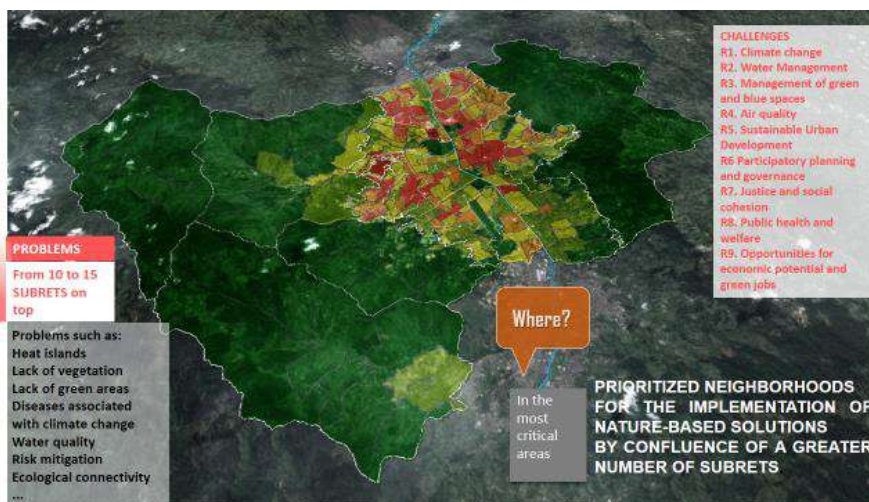 CHALLENGES
R1. Climate change
R2. Water Management
R3. Management of green
and blue spaces
R4. Air quality
R5. Sustainable Urban
Development
R6 Participatory planning
and governance
R7. Justice and social
cohesion
R8. Public health and
welfare
R9. Opportunities for
economic potential and
green jobs
PROBLEMS
From 10 to 15
SUBRETS on
top
Problems such as:
Heat islands
Lack of vegetation
Lack of green areas
Diseases associated
with climate change
Water quality
Risk mitigation
Ecological connectivity
...
Where?
In the
most
critical
areas
PRIORITIZED NEIGHBORHOODS
FOR THE IMPLEMENTATION OF
NATURE-BASED SOLUTIONS
BY CONFLUENCE OF A GREATER
NUMBER OF SUBRETS